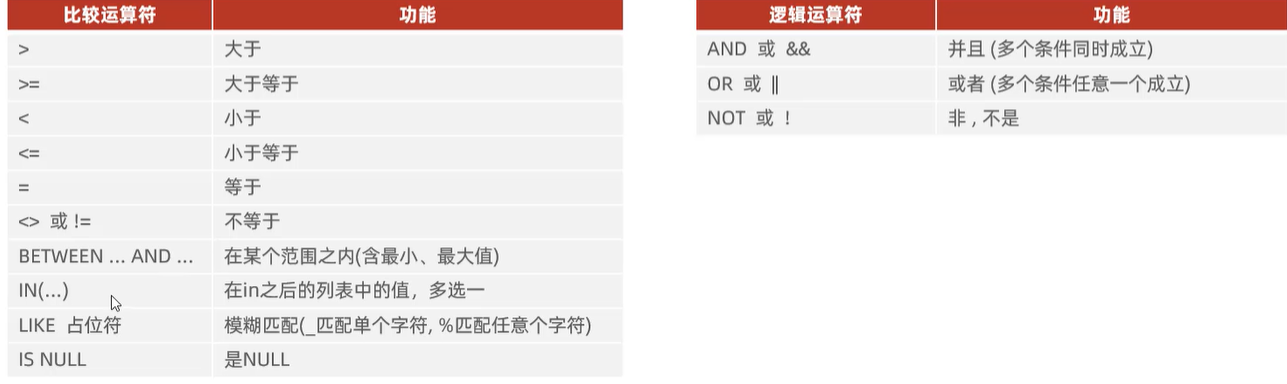 比较运算符 功能
> 大于
>= 大于等于
< 小于
<= 小于等于
= 等于
<> 或 != 不等于
BETWEEN ... AND ... 在某个范围之内(含最小、最大值)
IN(...) 在in之后的列表中的值，多选一
LIKE 占位符 模糊匹配(_匹配单个字符, %匹配任意个字符)
IS NULL 是NULL
逻辑运算符 功能
AND 或 && 并且 (多个条件同时成立)
OR 或 || 或者 (多个条件任意一个成立)
NOT 或 ! 非 , 不是